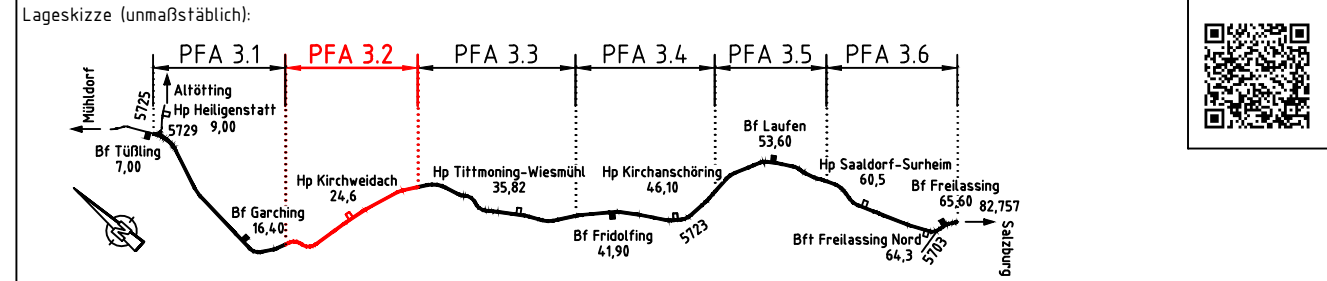 Lageskizze (unmaßstäblich):
PFA 3.1
PFA 3.2
PFA 3.3
PFA 3.4
PFA 3.5
PFA 3.6
Mühldorf
5725
Altötting
Hp Heiligenstatt
9,00
5729
Bf Tüßling
7,00
Bf Garching
16,40
Hp Kirchweidach
24,6
Hp Tittmoning-Wiesmühl
35,82
Bf Fridolfing
41,90
Hp Kirchanschöring
46,10
5723
Bf Laufen
53,60
Hp Saaldorf-Surheim
60,5
Bf Freilassing
65,60
82,757
Bft Freilassing Nord
64,3
5703
Salzburg